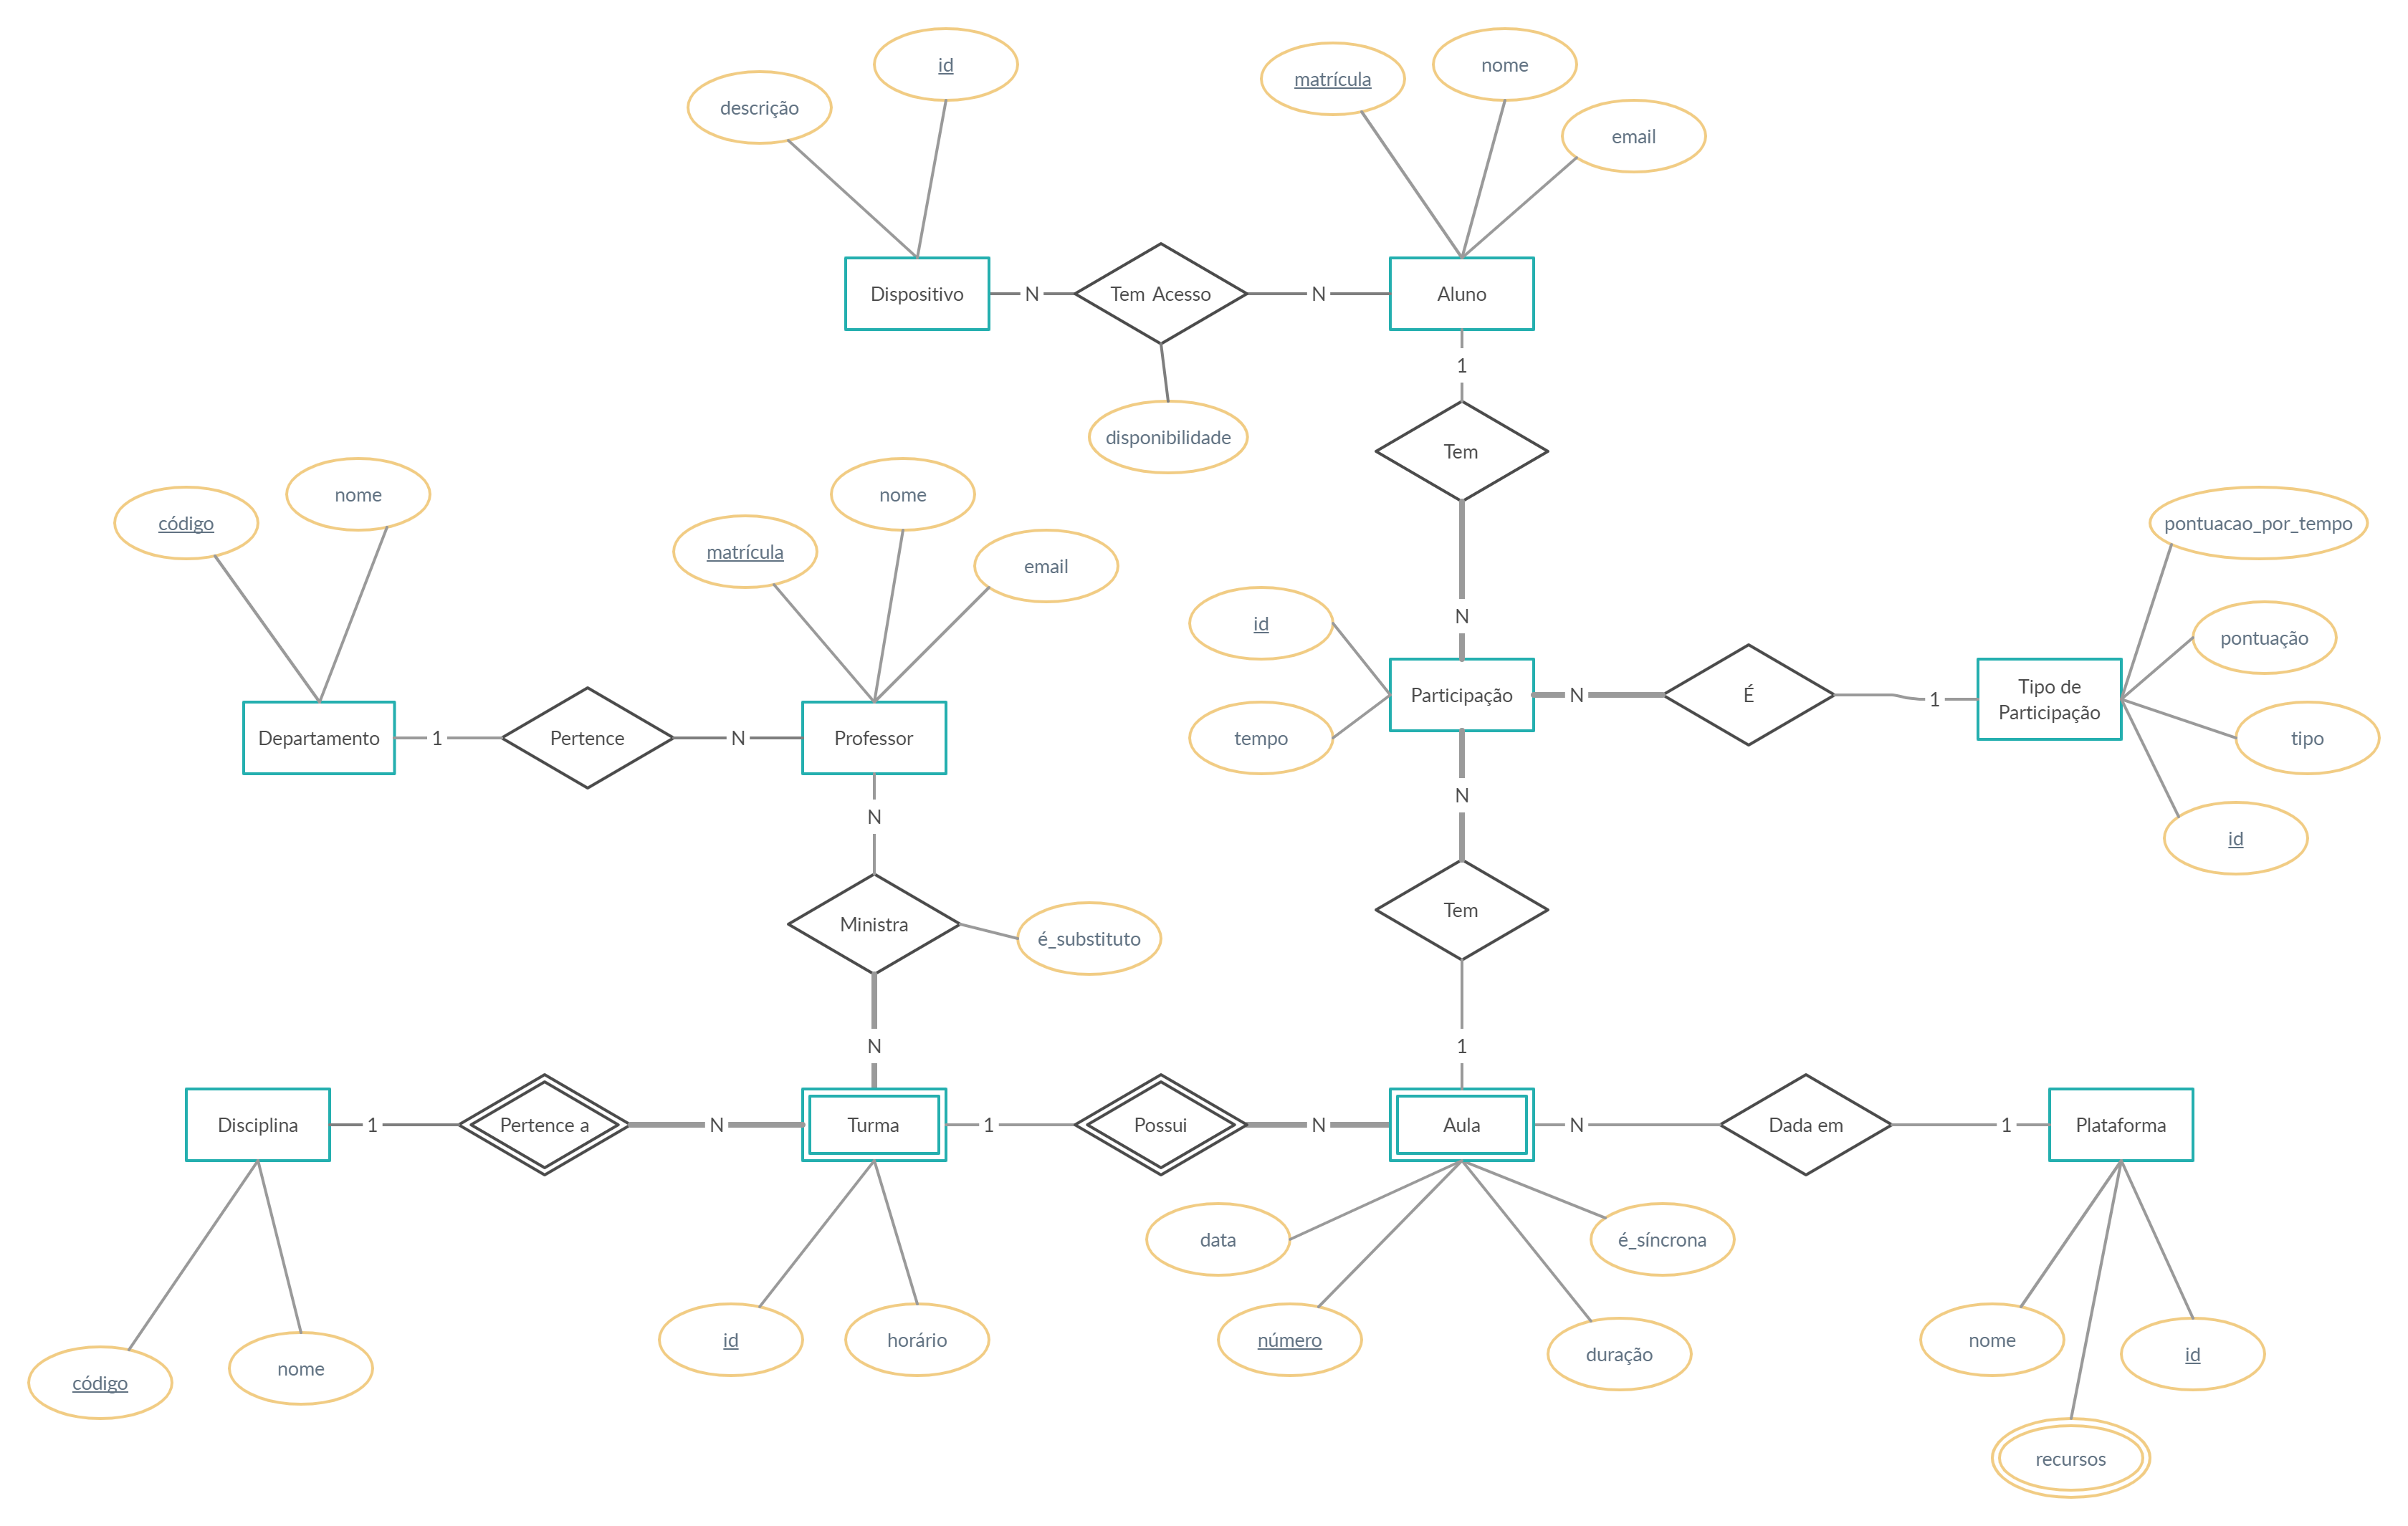 id
descrição
matrícula
nome
email
Dispositivo
N
Tem Acesso
N
Aluno
1
disponibilidade
Tem
código
nome
matrícula
nome
email
id
N
pontuacao_por_tempo
pontuação
tipo
id
tempo
Participação
N
É
1
Tipo de
Participação
Departamento
1
Pertence
N
Professor
N
N
Ministra
é_substituto
Tem
N
1
Disciplina
1
Pertence a
N
Turma
1
Possui
N
Aula
N
Dada em
1
Plataforma
data
é_síncrona
código
nome
id
horário
número
duração
nome
id
recursos